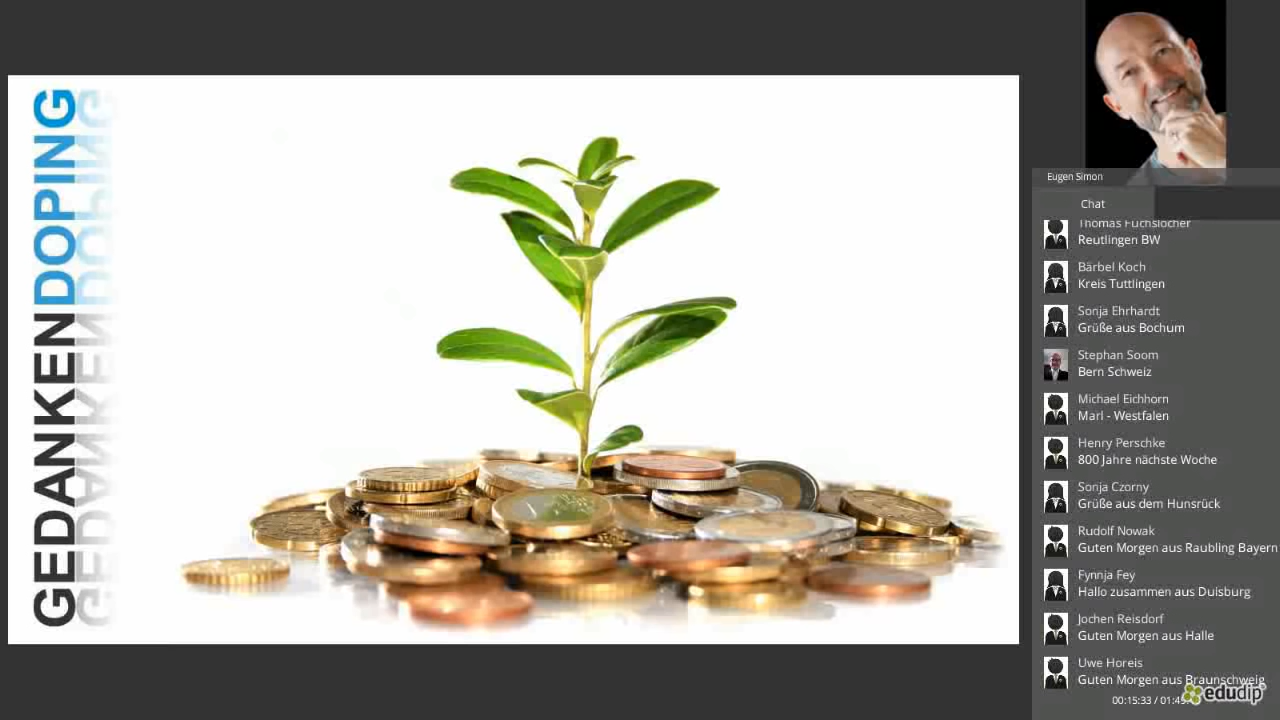 GEDANKENDOPING
Eugen Simon
Chat
Thomas Fuchslocher
Reutlingen BW
Bärbel Koch
Kreis Tuttlingen
Sonja Ehrhardt
Grüße aus Bochum
Stephan Soom
Bern Schweiz
Michael Eichhorn
Marl - Westfalen
Henry Perschke
800 Jahre nächste Woche
Sonja Czorny
Grüße aus dem Hunsrück
Rudolf Nowak
Guten Morgen aus Raubling Bayern
Fynnja Fey
Hallo zusammen aus Duisburg
Jochen Reisdorf
Guten Morgen aus Halle
Uwe Horeis
Guten Morgen aus Braunschweig
edudip
00:15:33 /